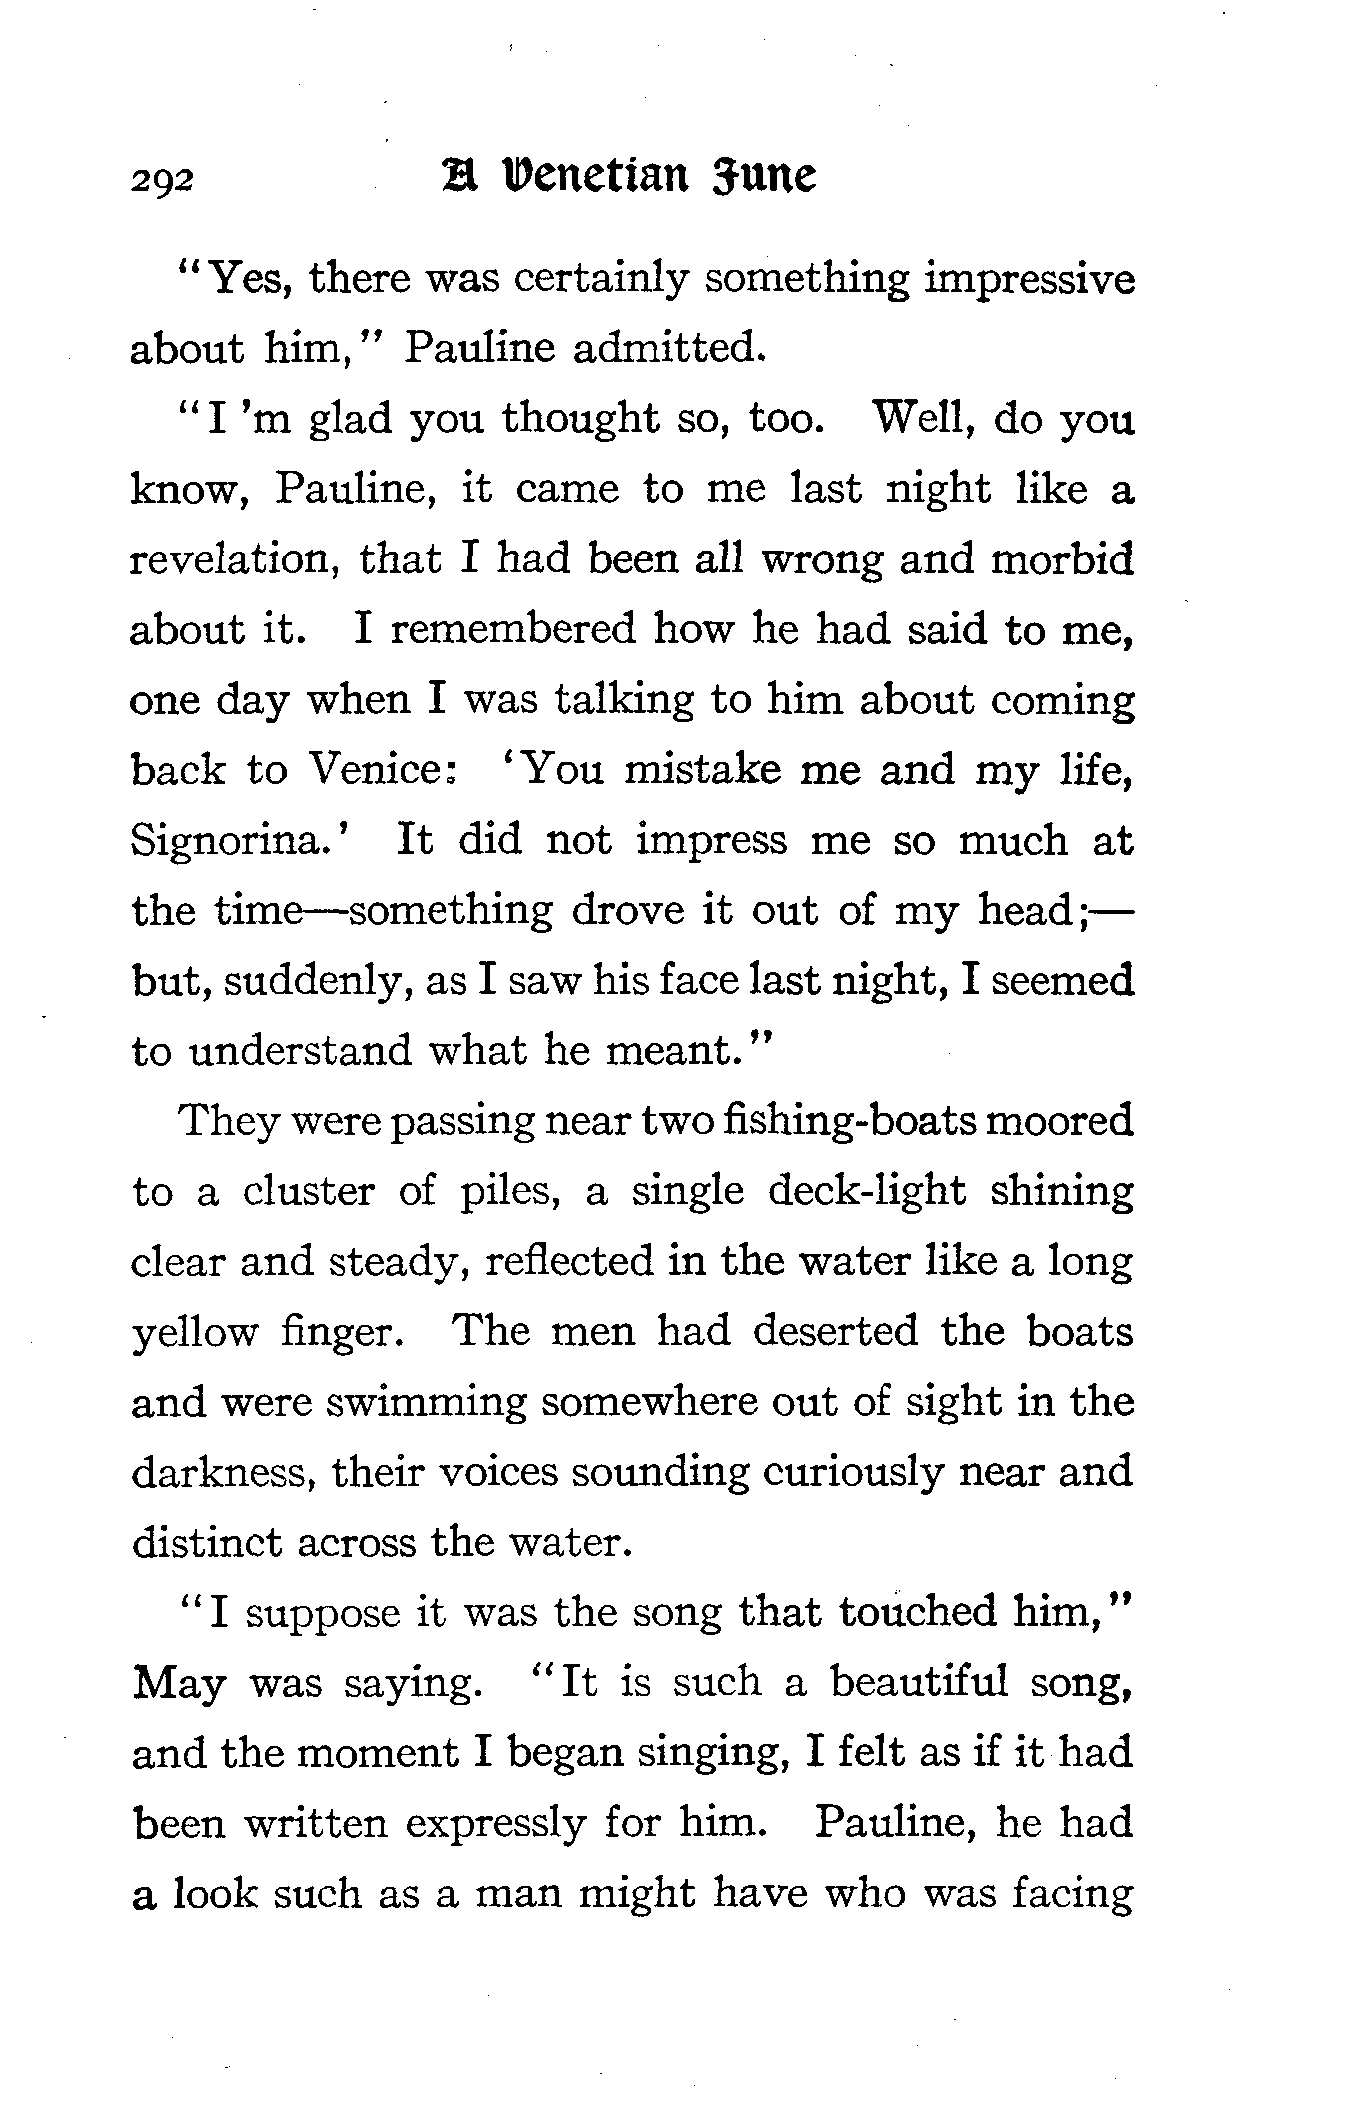 292 A Venetian June
"Yes, there was certainly something impressive
about him," Pauline admitted.
"I 'm glad you thought so, too. Well, do you
know, Pauline, it came to me last night like a
revelation, that I had been all wrong and morbid
about it. I remembered how he had said to me,
one day when I was talking to him about coming
back to Venice: 'You mistake me and my life,
Signorina.' It did not impress me so much at
the time—something drove it out of my head;—
but, suddenly, as I saw his face last night, I seemed
to understand what he meant."
They were passing near two fishing-boats moored
to a cluster of piles, a single deck-light shining
clear and steady, reflected in the water like a long
yellow finger. The men had deserted the boats
and were swimming somewhere out of sight in the
darkness, their voices sounding curiously near and
distinct across the water.
"I suppose it was the song that touched him,"
May was saying. "It is such a beautiful song,
and the moment I began singing, I felt as if it had
been written expressly for him. Pauline, he had
a look such as a man might have who was facing